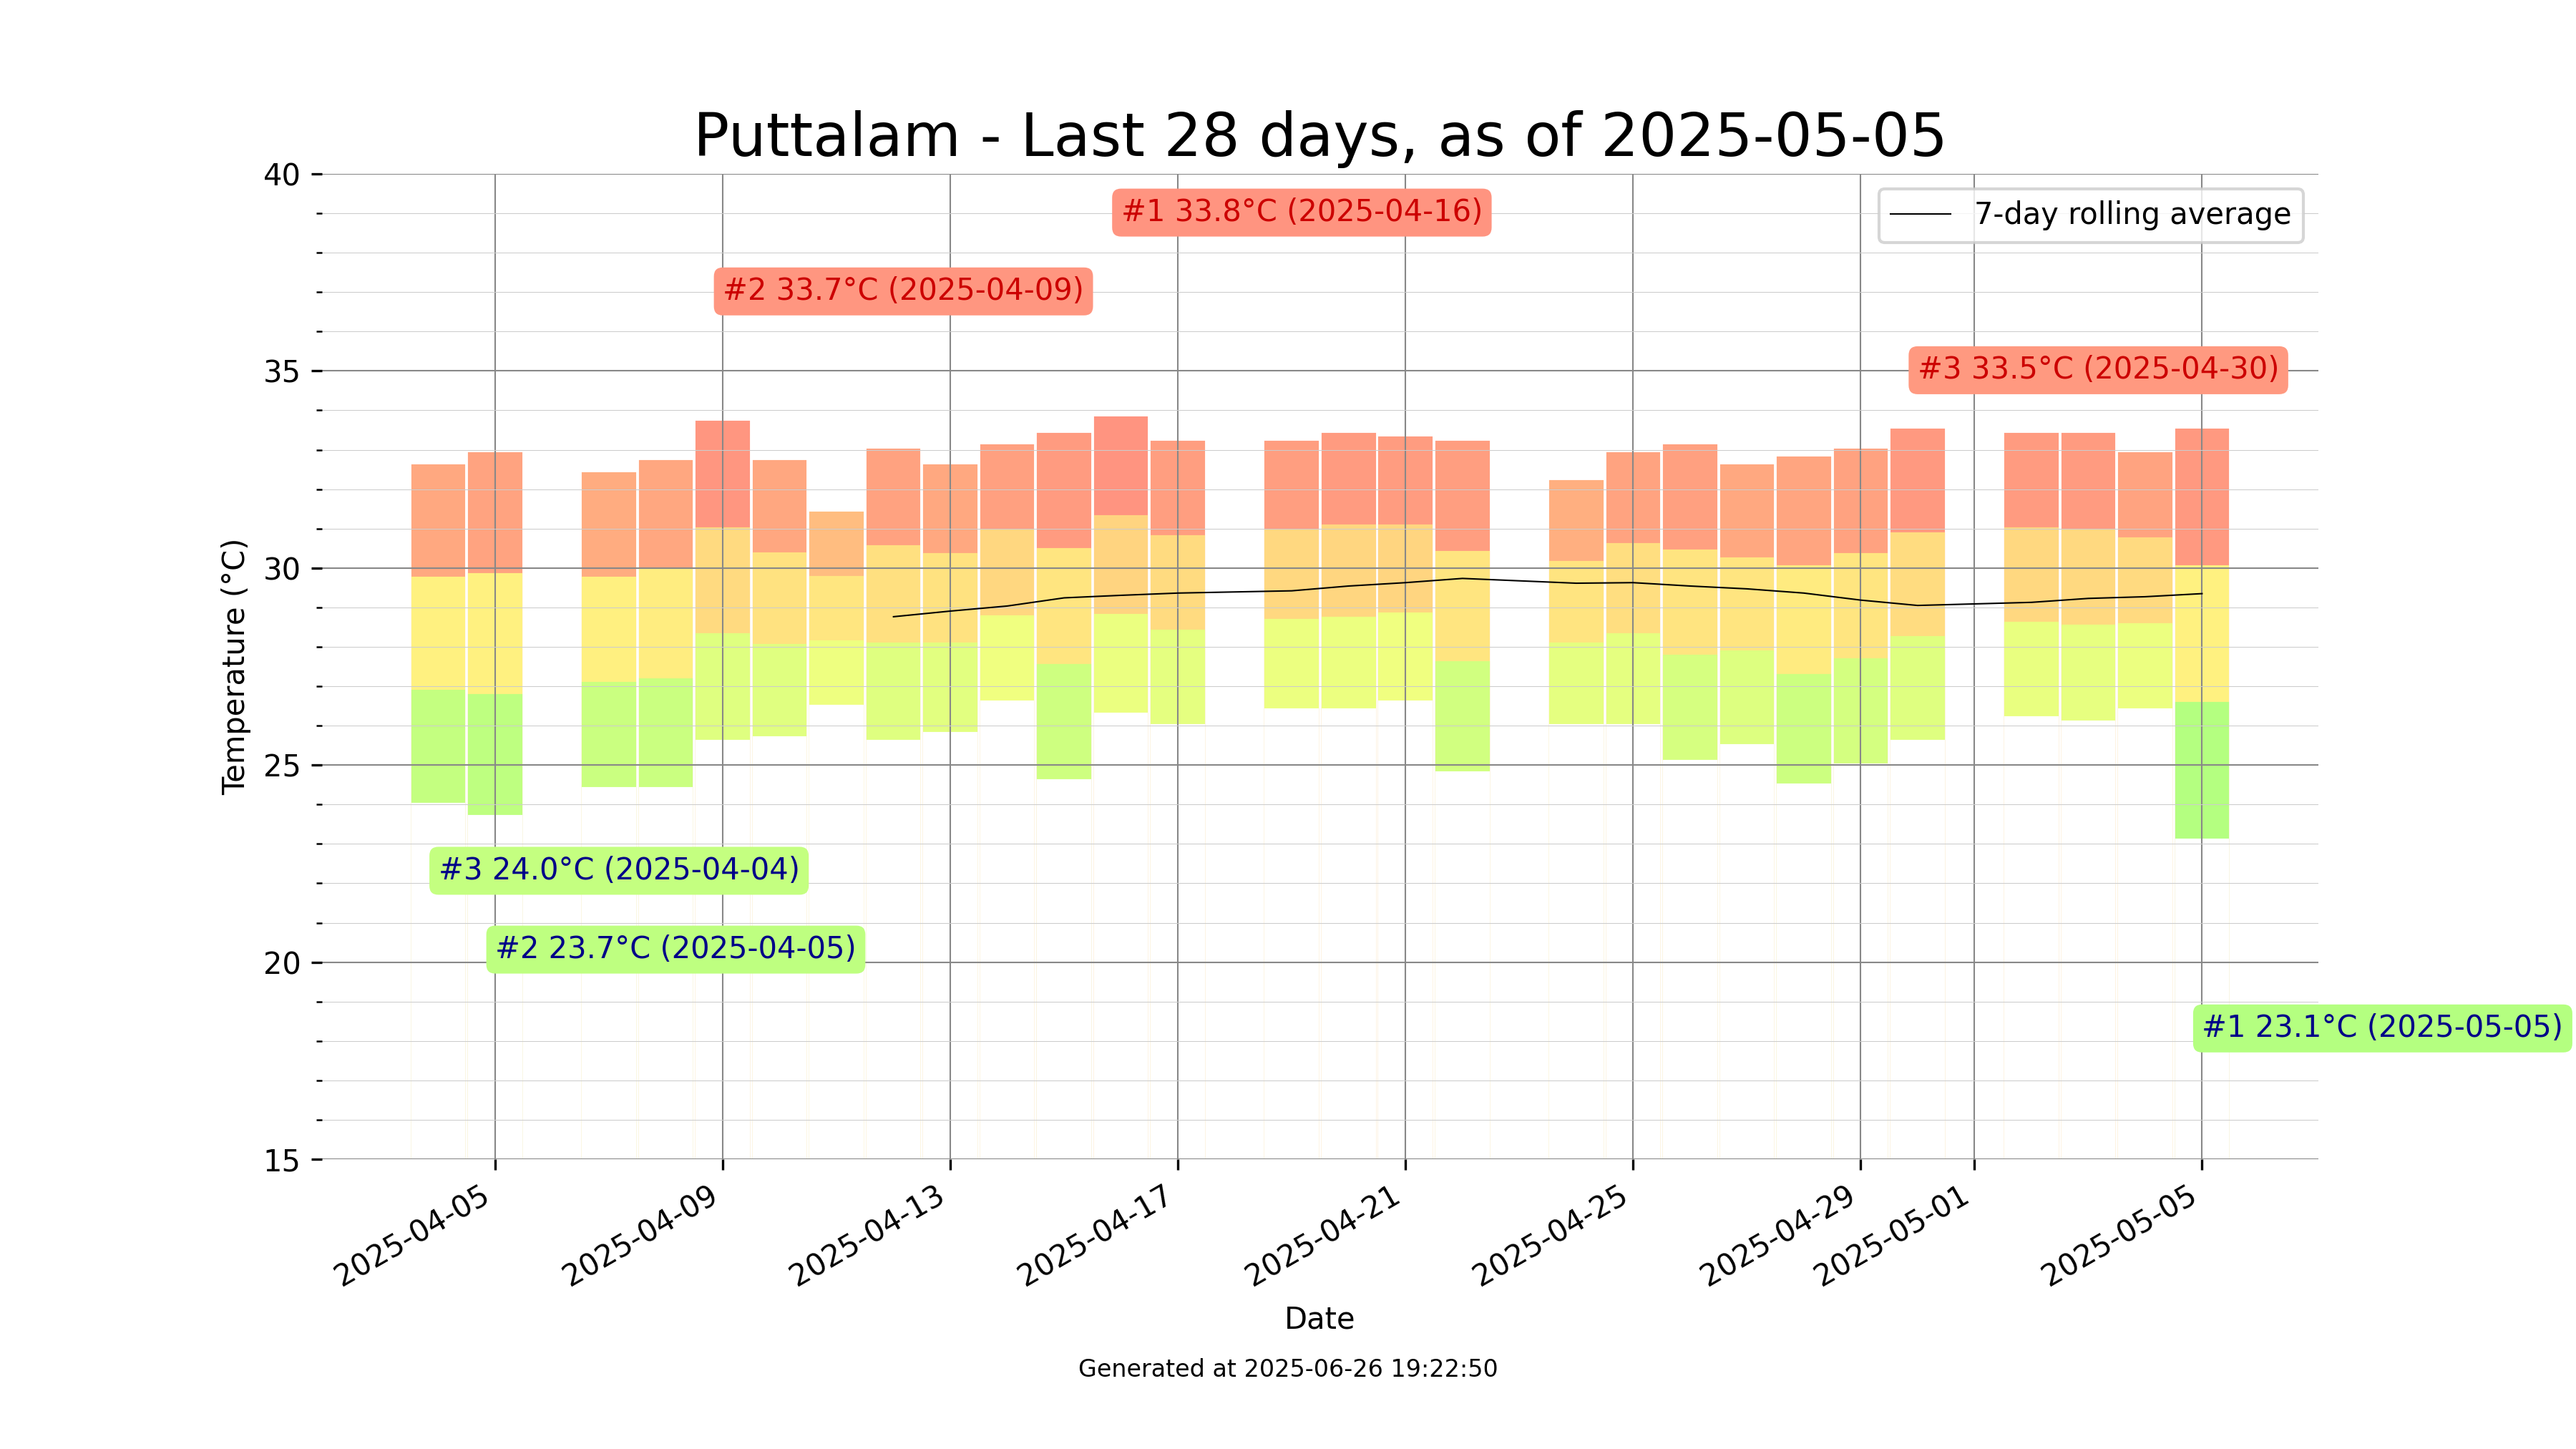 Puttalam - Last 28 days, as of 2025-05-05
40
35
30
25
20
15
Temperature (°C)
#1 33.8°C (2025-04-16)
7-day rolling average
#2 33.7°C (2025-04-09)
#3 33.5°C (2025-04-30)
#3 24.0°C (2025-04-04)
#2 23.7°C (2025-04-05)
#1 23.1°C (2025-05-05)
2025-04-05
2025-04-09
2025-04-13
2025-04-17
2025-04-21
2025-04-25
2025-04-29
2025-05-01
2025-05-05
Date
Generated at 2025-06-26 19:22:50